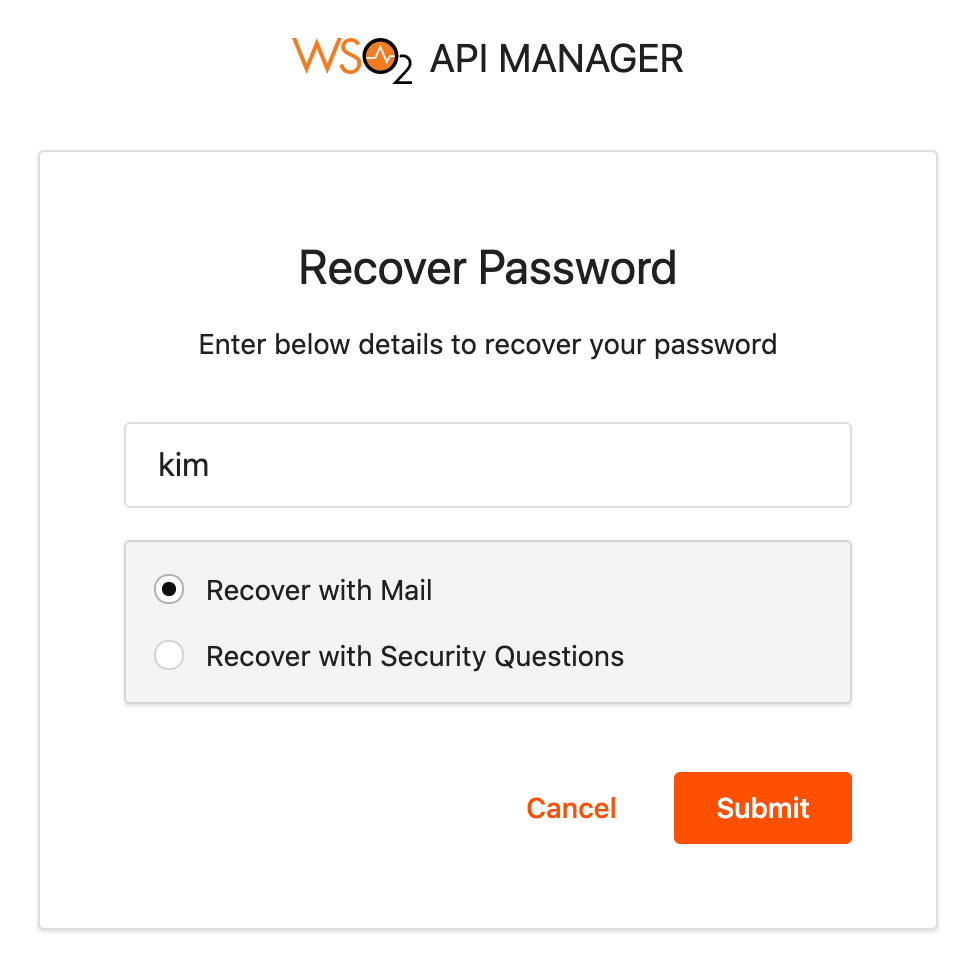 WSO2 API MANAGER
Recover Password
Enter below details to recover your password
kim
Recover with Mail
Recover with Security Questions
Cancel Submit